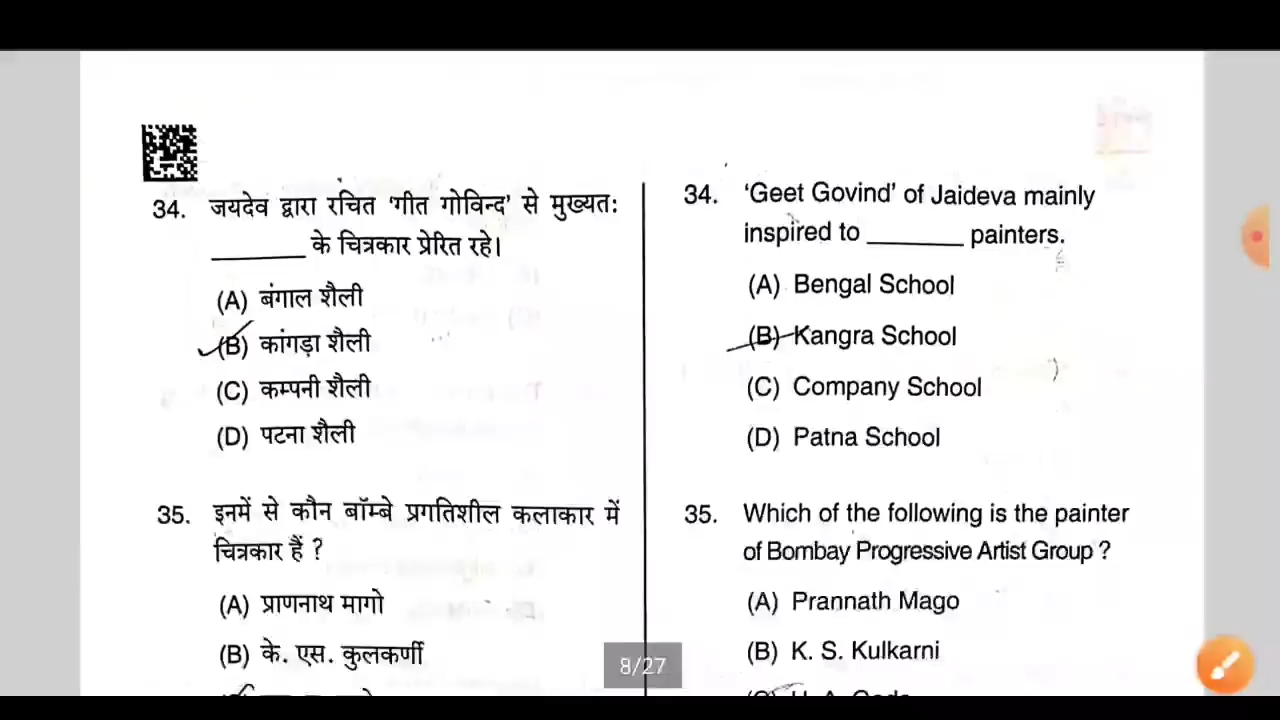 34. जयदेव द्वारा रचित 'गीत गोविन्द' से मुख्यतः
_______ के चित्रकार प्रेरित रहे।
(A) बंगाल शैली
(B) कांगड़ा शैली
(C) कम्पनी शैली
(D) पटना शैली
35. इनमें से कौन बॉम्बे प्रगतिशील कलाकार में
चित्रकार हैं ?
(A) प्राणनाथ मागो
(B) के. एस. कुलकर्णी
34. 'Geet Govind' of Jaideva mainly
inspired to _______ painters.
(A) Bengal School
(B) Kangra School
(C) Company School
(D) Patna School
35. Which of the following is the painter
of Bombay Progressive Artist Group ?
(A) Prannath Mago
(B) K. S. Kulkarni
8/27